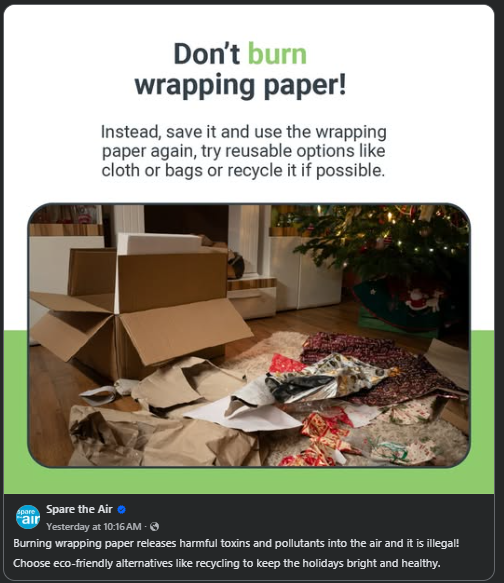 Don't burn
wrapping paper!
Instead, save it and use the wrapping
paper again, try reusable options like
cloth or bags or recycle it if possible.
spare
the
air
Spare the Air
Yesterday at 10:16 AM ·
Burning wrapping paper releases harmful toxins and pollutants into the air and it is illegal!
Choose eco-friendly alternatives like recycling to keep the holidays bright and healthy.